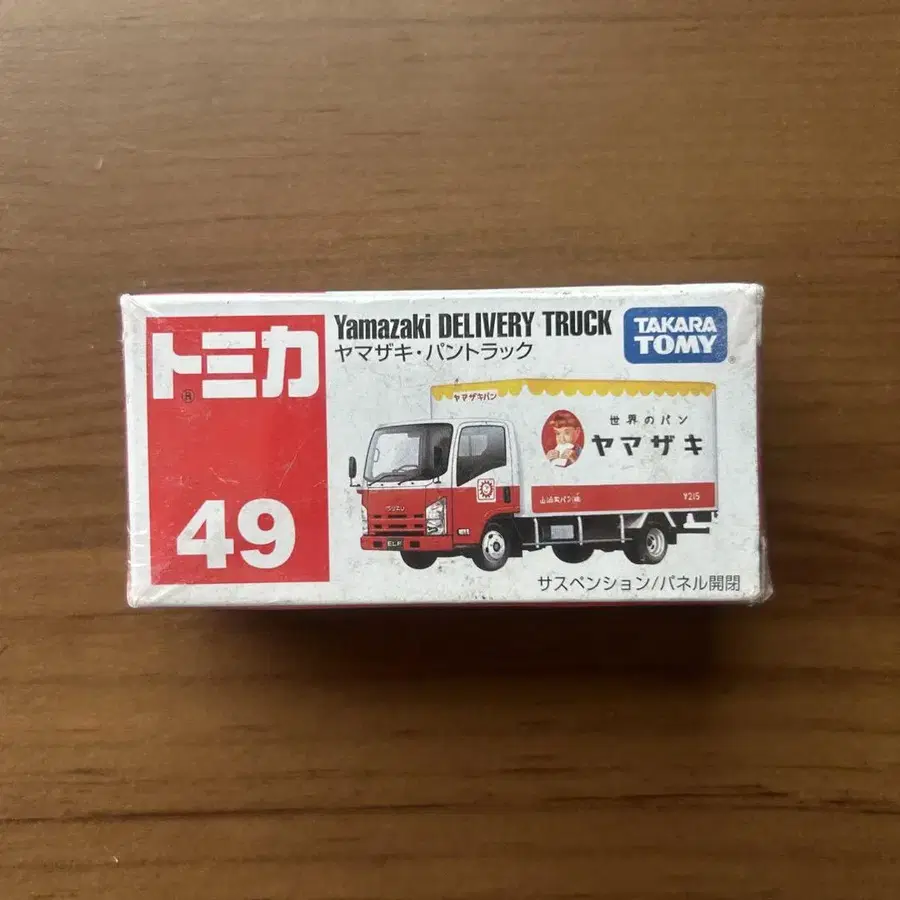 トミカ
®
49
Yamazaki DELIVERY TRUCK
ヤマザキ・パントラック
TAKARA
TOMY
®
ヤマザキパン
世界のパン
ヤマザキ
ELF
Y215
サスペンション/パネル開閉